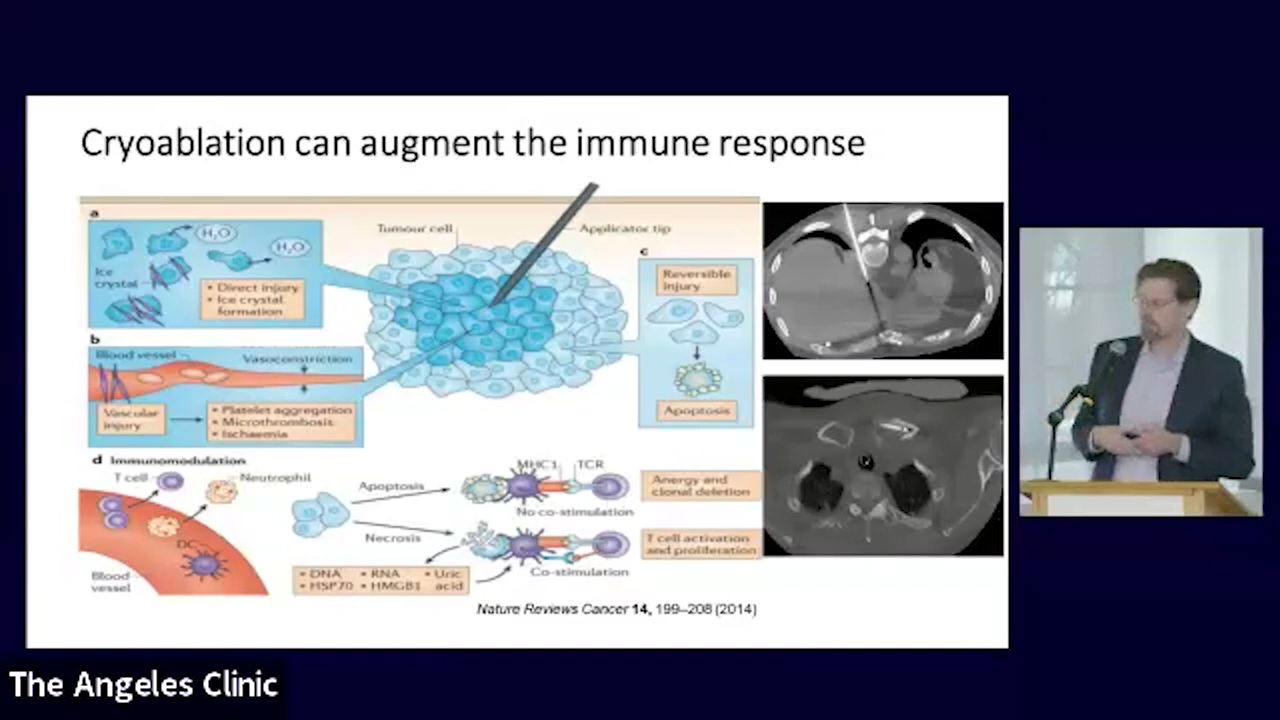 Cryoablation can augment the immune response
a
H₂O
H₂O
Ice
crystal
• Direct injury
• Ice crystal
formation
Tumour cell
Applicator tip
c
Reversible
injury
Apoptosis
b
Blood vessel
Vasoconstriction
Vascular
injury
• Platelet aggregation
• Microthrombosis
• Ischaemia
d Immunomodulation
T cell
Neutrophil
DC
Blood
vessel
Apoptosis
Necrosis
MHC1
TCR
No co-stimulation
Anergy and
clonal deletion
Co-stimulation
T cell activation
and proliferation
• DNA • RNA • Uric
• HSP70 • HMGB1 acid
Nature Reviews Cancer 14, 199–208 (2014)
The Angeles Clinic